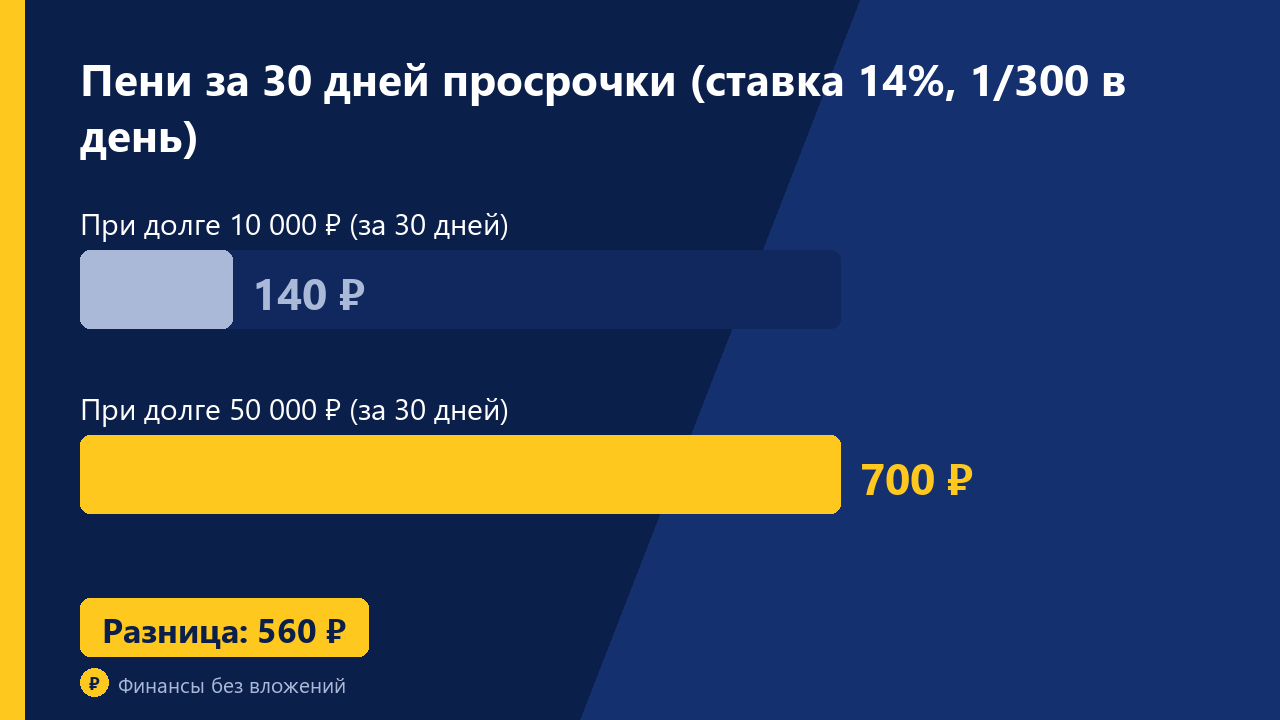 Пени за 30 дней просрочки (ставка 14%, 1/300 в
день)
При долге 10 000 ₽ (за 30 дней)
140 ₽
При долге 50 000 ₽ (за 30 дней)
700 ₽
Разница: 560 ₽
₽ Финансы без вложений